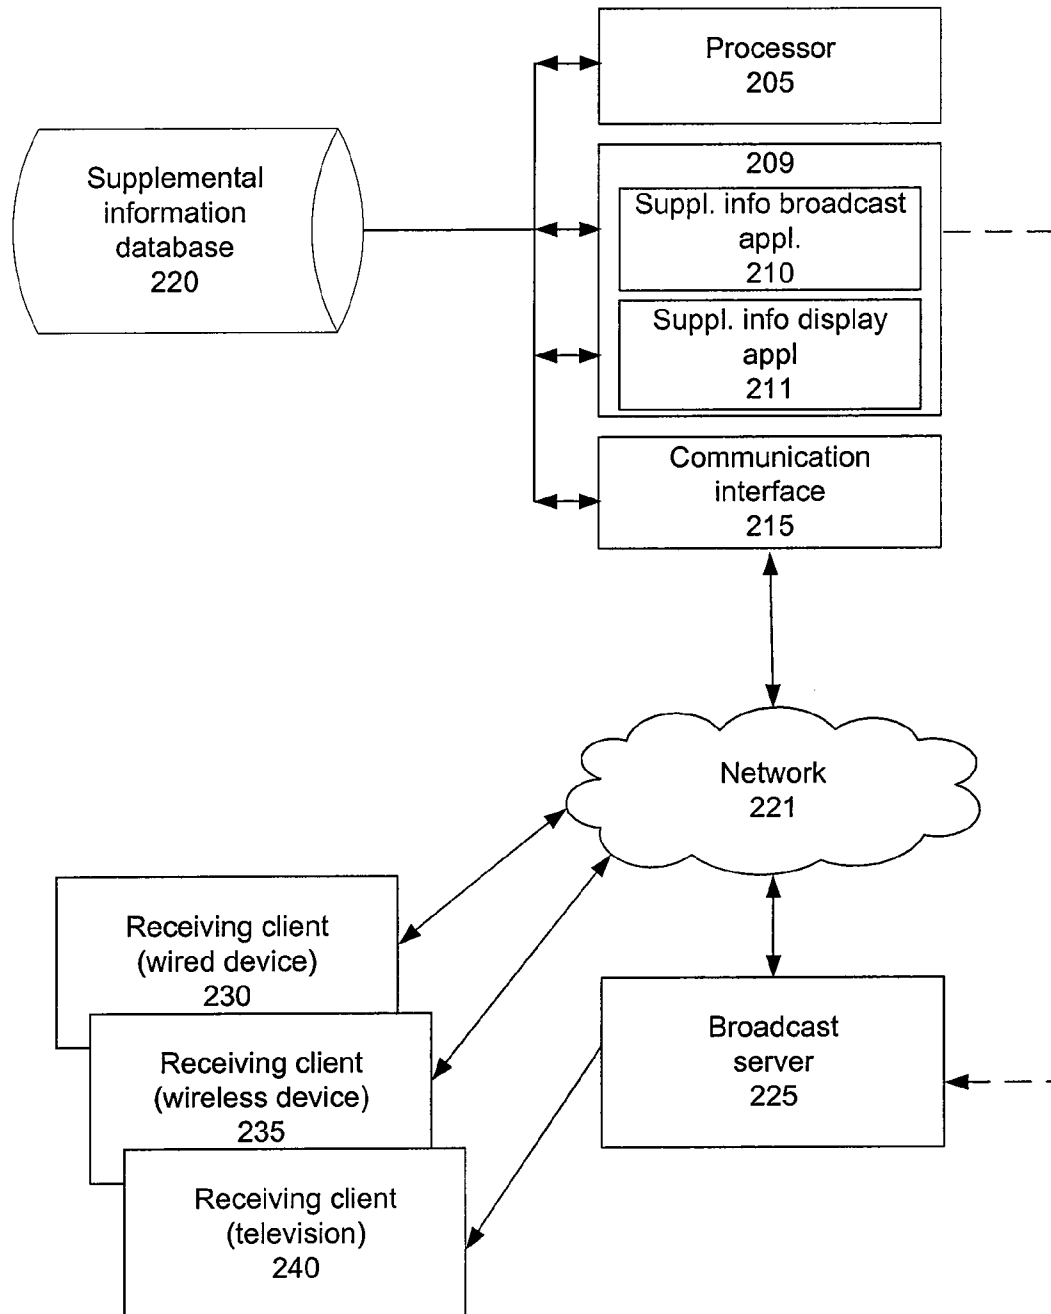 Processor
205
Supplemental
information
database
220
209
Suppl. info broadcast
appl.
210
Suppl. info display
appl
211
Communication
interface
215
Network
221
Receiving client
(wired device)
230
Receiving client
(wireless device)
235
Receiving client
(television)
240
Broadcast
server
225